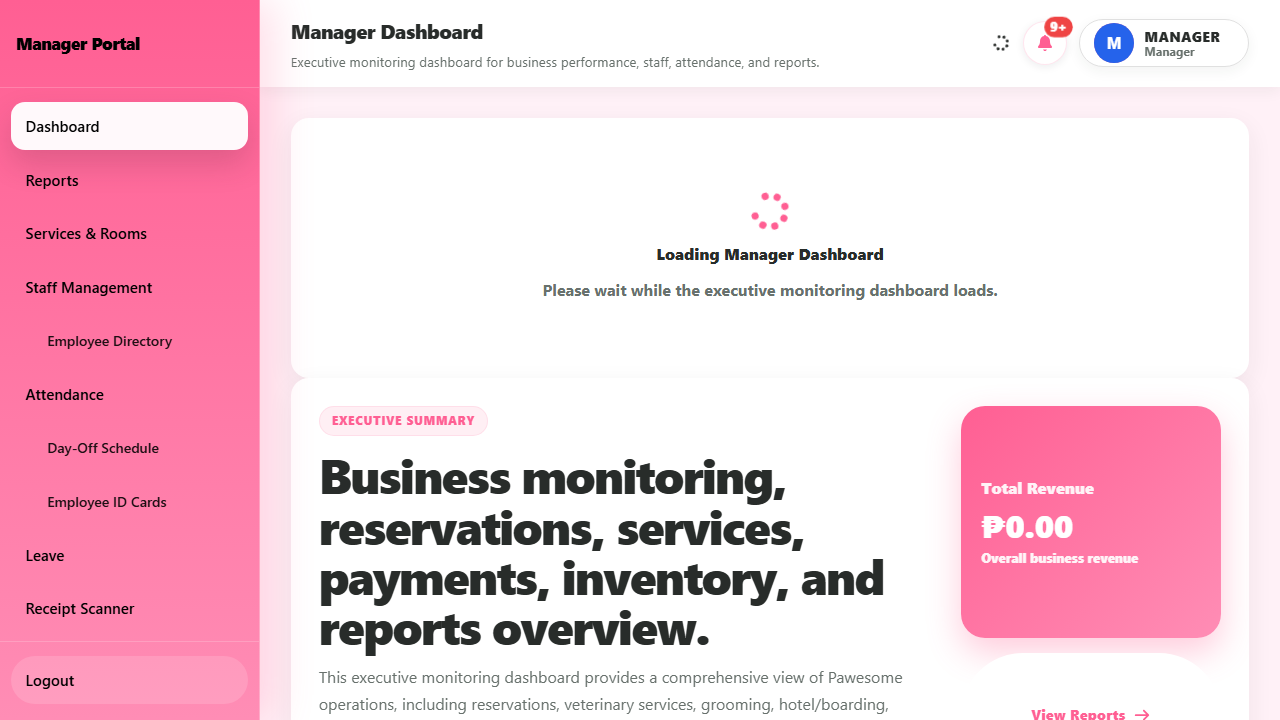 Manager Portal
Dashboard
Reports
Services & Rooms
Staff Management
Employee Directory
Attendance
Day-Off Schedule
Employee ID Cards
Leave
Receipt Scanner
Logout
Manager Dashboard
Executive monitoring dashboard for business performance, staff, attendance, and reports.
9+
M
MANAGER
Manager
Loading Manager Dashboard
Please wait while the executive monitoring dashboard loads.
EXECUTIVE SUMMARY
Business monitoring,
reservations, services,
payments, inventory, and
reports overview.
This executive monitoring dashboard provides a comprehensive view of Pawesome
operations, including reservations, veterinary services, grooming, hotel/boarding,
Total Revenue
₱0.00
Overall business revenue
View Reports →